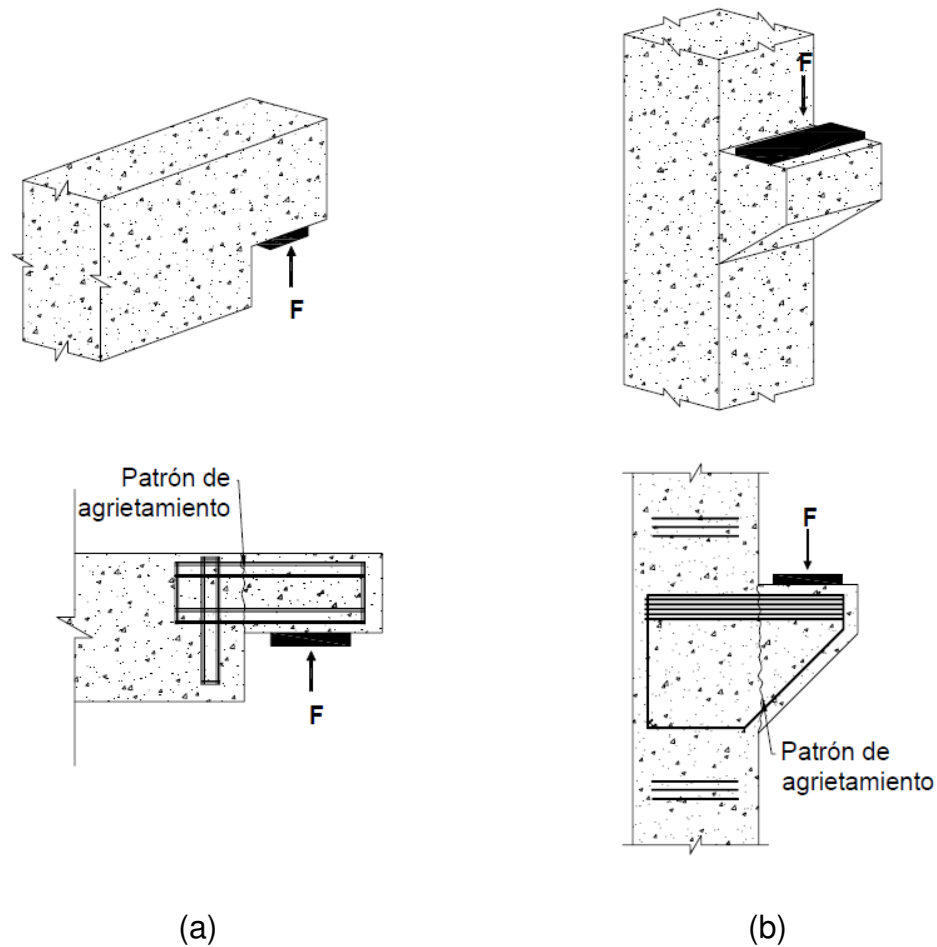 F
F
Patrón de
agrietamiento
F
F
Patrón de
agrietamiento
(a)
(b)